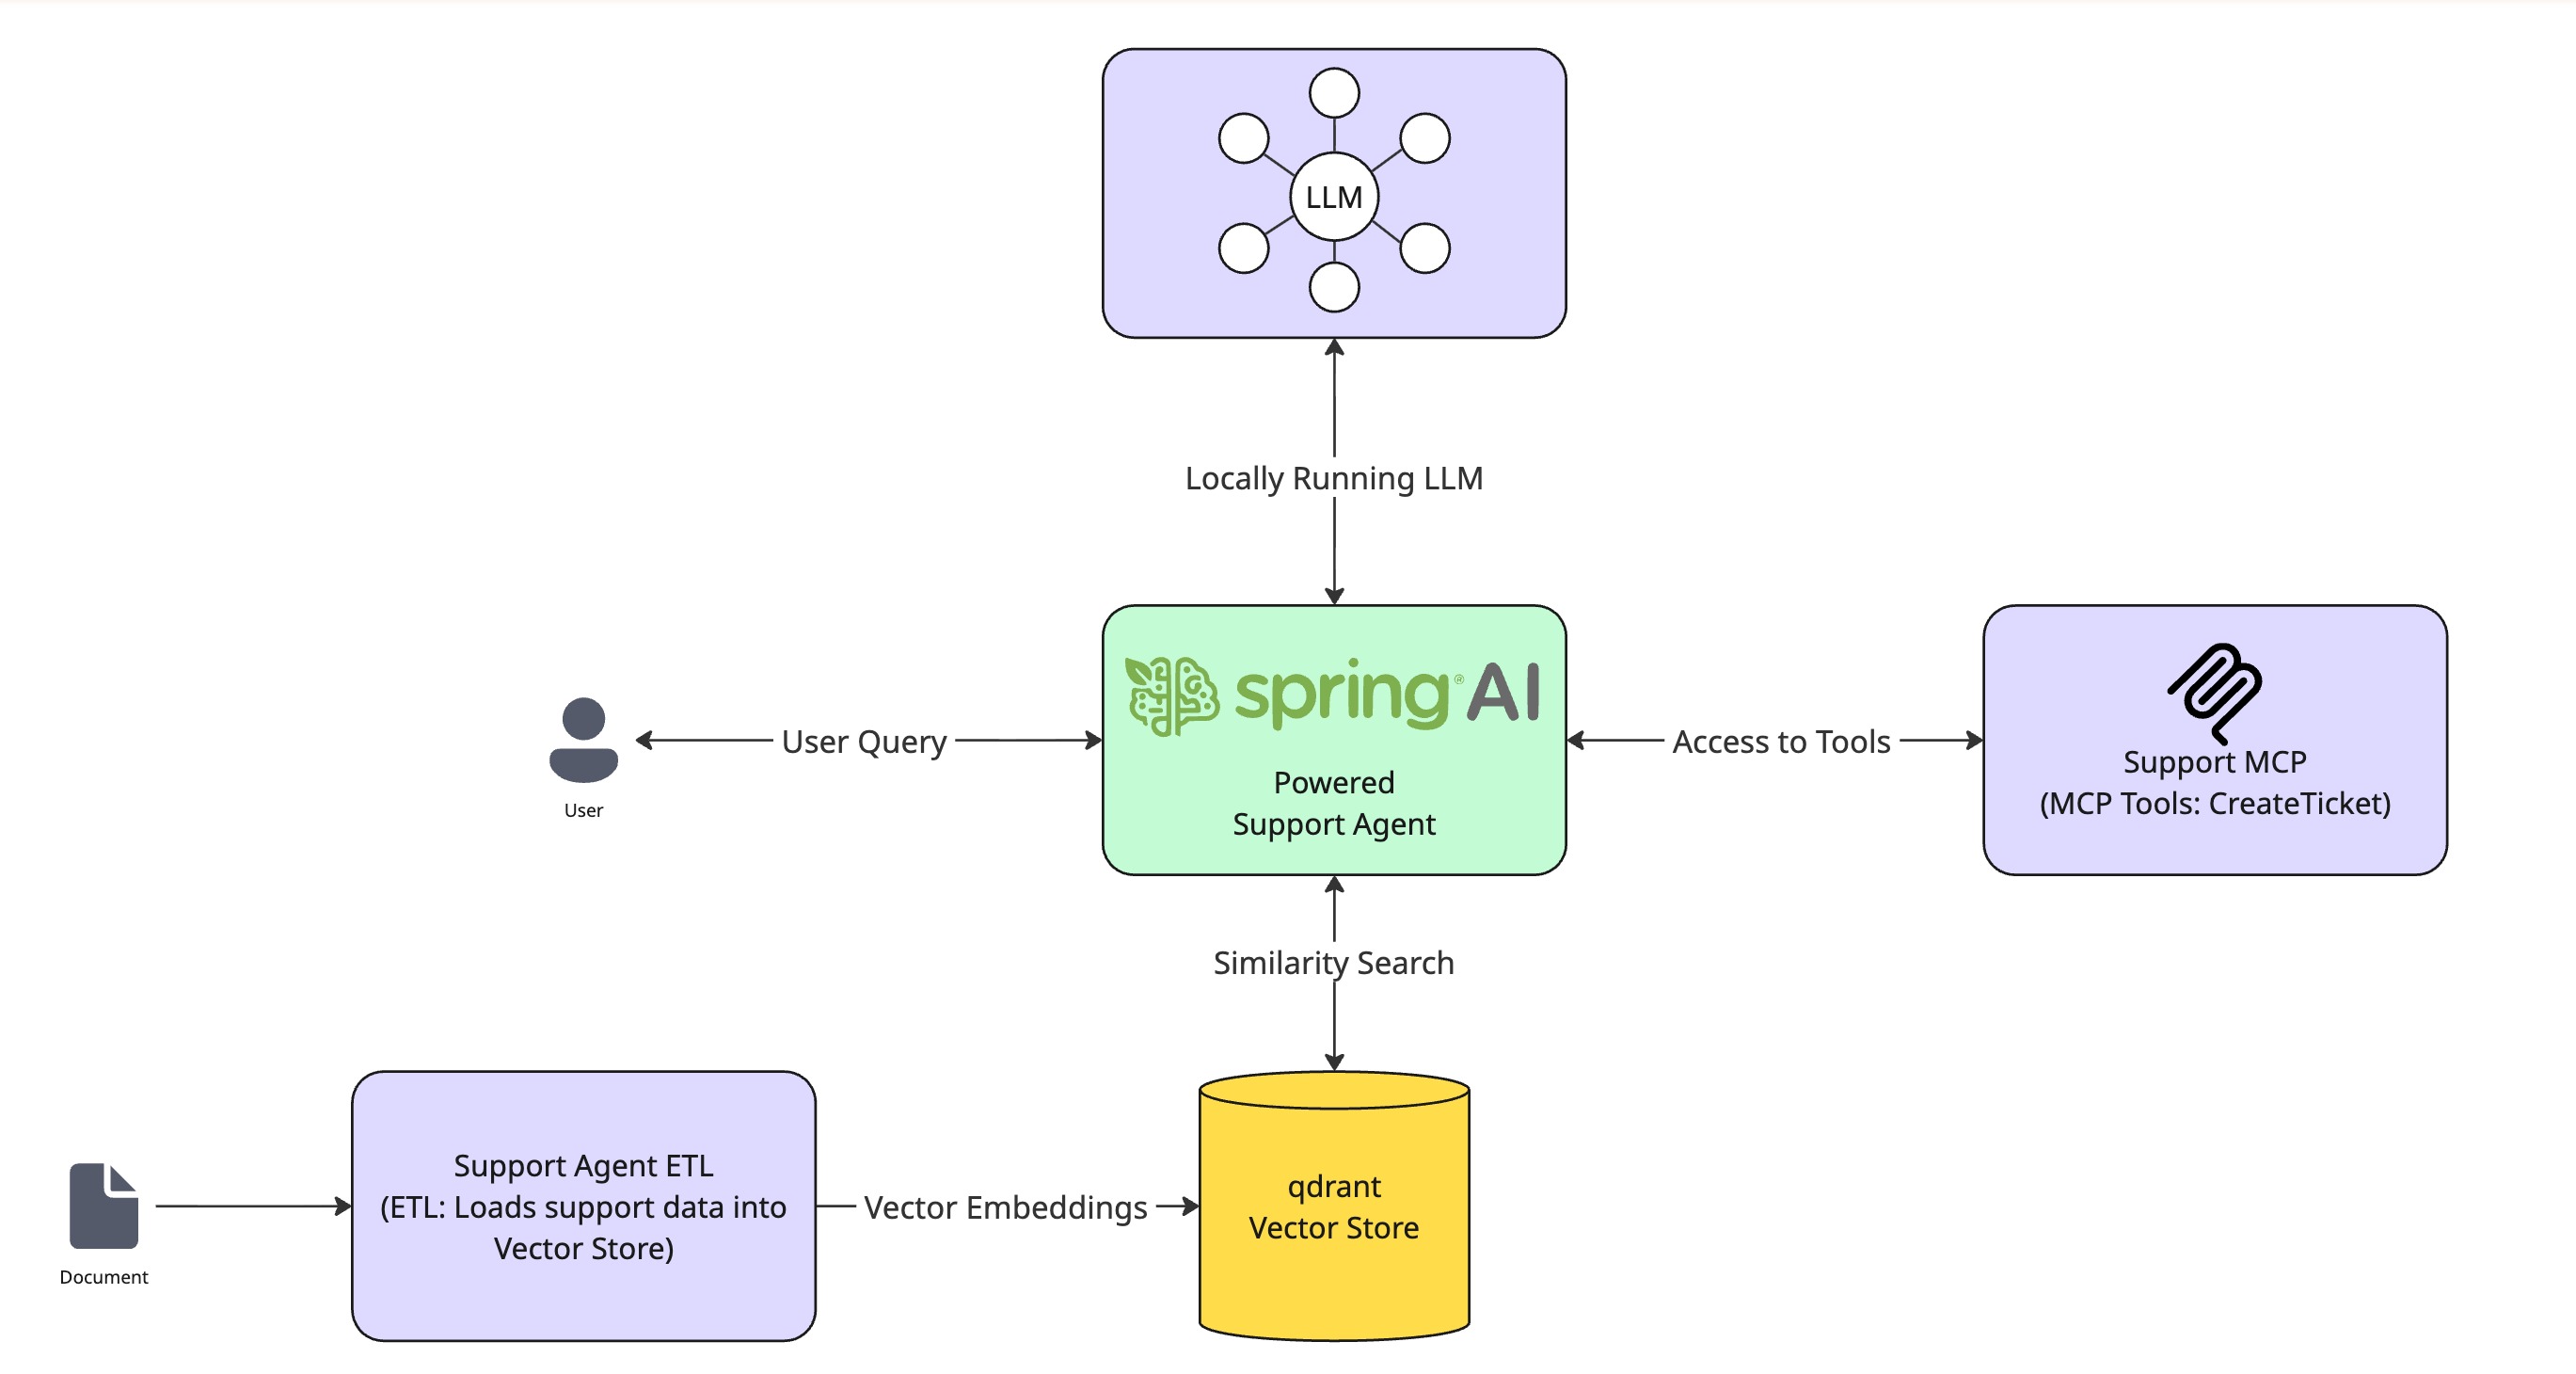 LLM
Locally Running LLM
spring® AI
Powered
Support Agent
User Query
User
Access to Tools
Support MCP
(MCP Tools: CreateTicket)
Similarity Search
Document
Support Agent ETL
(ETL: Loads support data into
Vector Store)
Vector Embeddings
qdrant
Vector Store